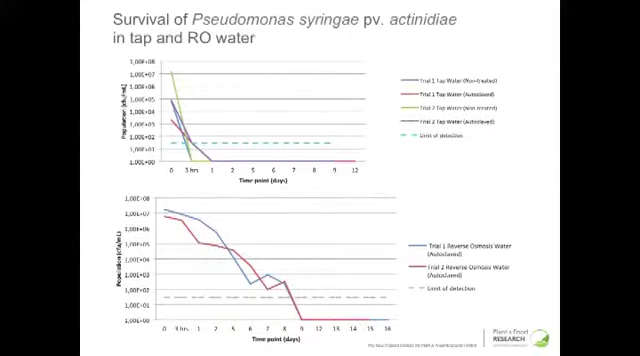 Survival of Pseudomonas syringae pv. actinidiae
in tap and RO water
1,00E+08
1,00E+07
1,00E+06
1,00E+05
1,00E+04
1,00E+03
1,00E+02
1,00E+01
1,00E+00
Population (cfu/mL)
0 3 hrs 1 2 5 6 7 8 9 12
Time point (days)
Trial 1 Tap Water (Non-treated)
Trial 1 Tap Water (Autoclaved)
Trial 2 Tap Water (Non treated)
Trial 2 Tap Water (Autoclaved)
Limit of detection
1,00E+08
1,00E+07
1,00E+06
1,00E+05
1,00E+04
1,00E+03
1,00E+02
1,00E+01
1,00E+00
Population (cfu/mL)
0 3 hrs 1 2 5 6 7 8 9 12 13 14 15 16
Time point (days)
Trial 1 Reverse Osmosis Water
(Autoclaved)
Trial 2 Reverse Osmosis Water
(Autoclaved)
Limit of detection
Plant & Food
RESEARCH